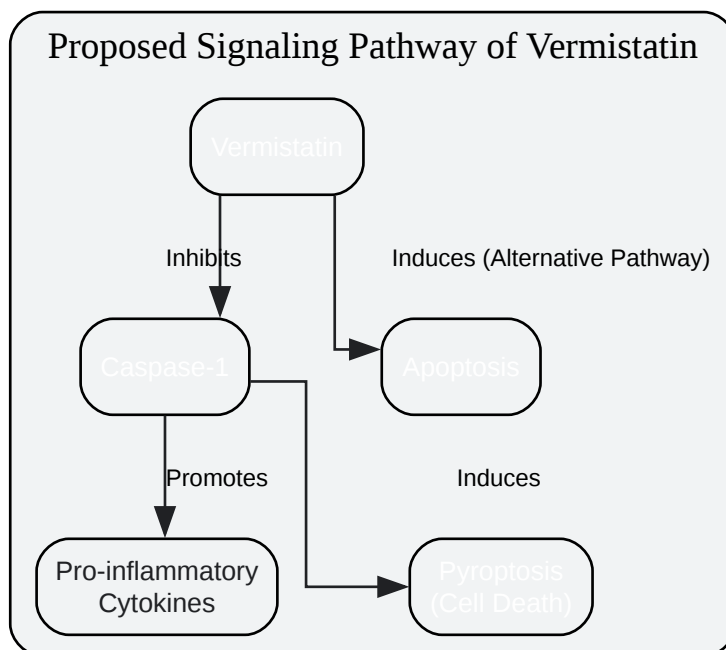 Proposed Signaling Pathway of Vermistatin
Vermistatin
Inhibits
Induces (Alternative Pathway)
Caspase-1
Apoptosis
Promotes
Induces
Pro-inflammatory
Cytokines
Pyroptosis
(Cell Death)